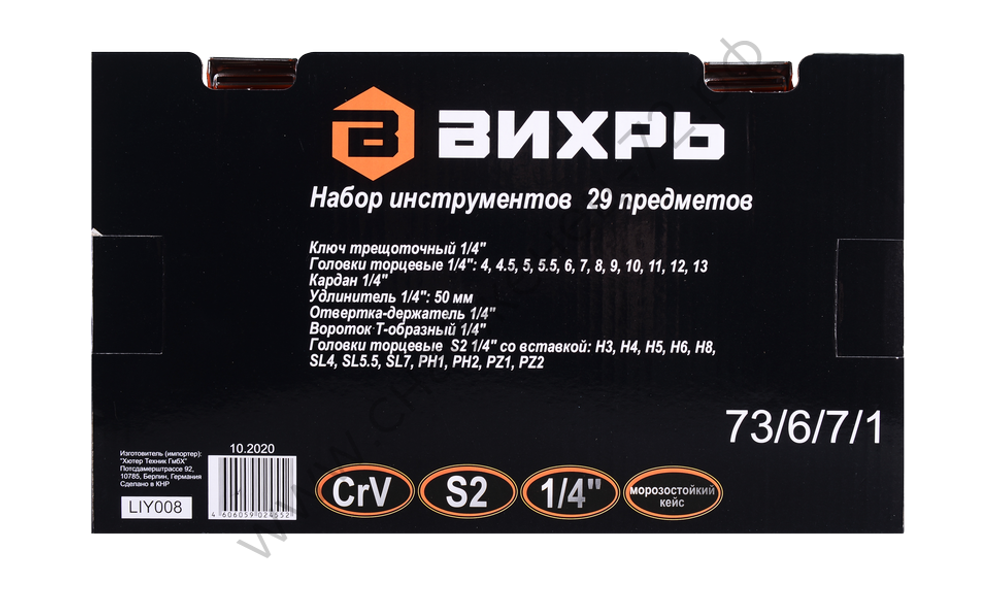 ВИХРЬ
Набор инструментов 29 предметов
Ключ трещоточный 1/4"
Головки торцевые 1/4": 4, 4.5, 5, 5.5, 6, 7, 8, 9, 10, 11, 12, 13
Кардан 1/4"
Удлинитель 1/4": 50 мм
Отвертка-держатель 1/4"
Вороток Т-образный 1/4"
Головки торцевые S2 1/4" со вставкой: H3, H4, H5, H6, H8,
SL4, SL5.5, SL7, PH1, PH2, PZ1, PZ2
73/6/7/1
Изготовитель (импортер):
"Хютер Техник ГмбХ"
Потсдамерштрассе 92,
10785, Берлин, Германия
Сделано в КНР
LIY008
10.2020
4 606059 024652
CrV
S2
1/4"
морозостойкий
кейс